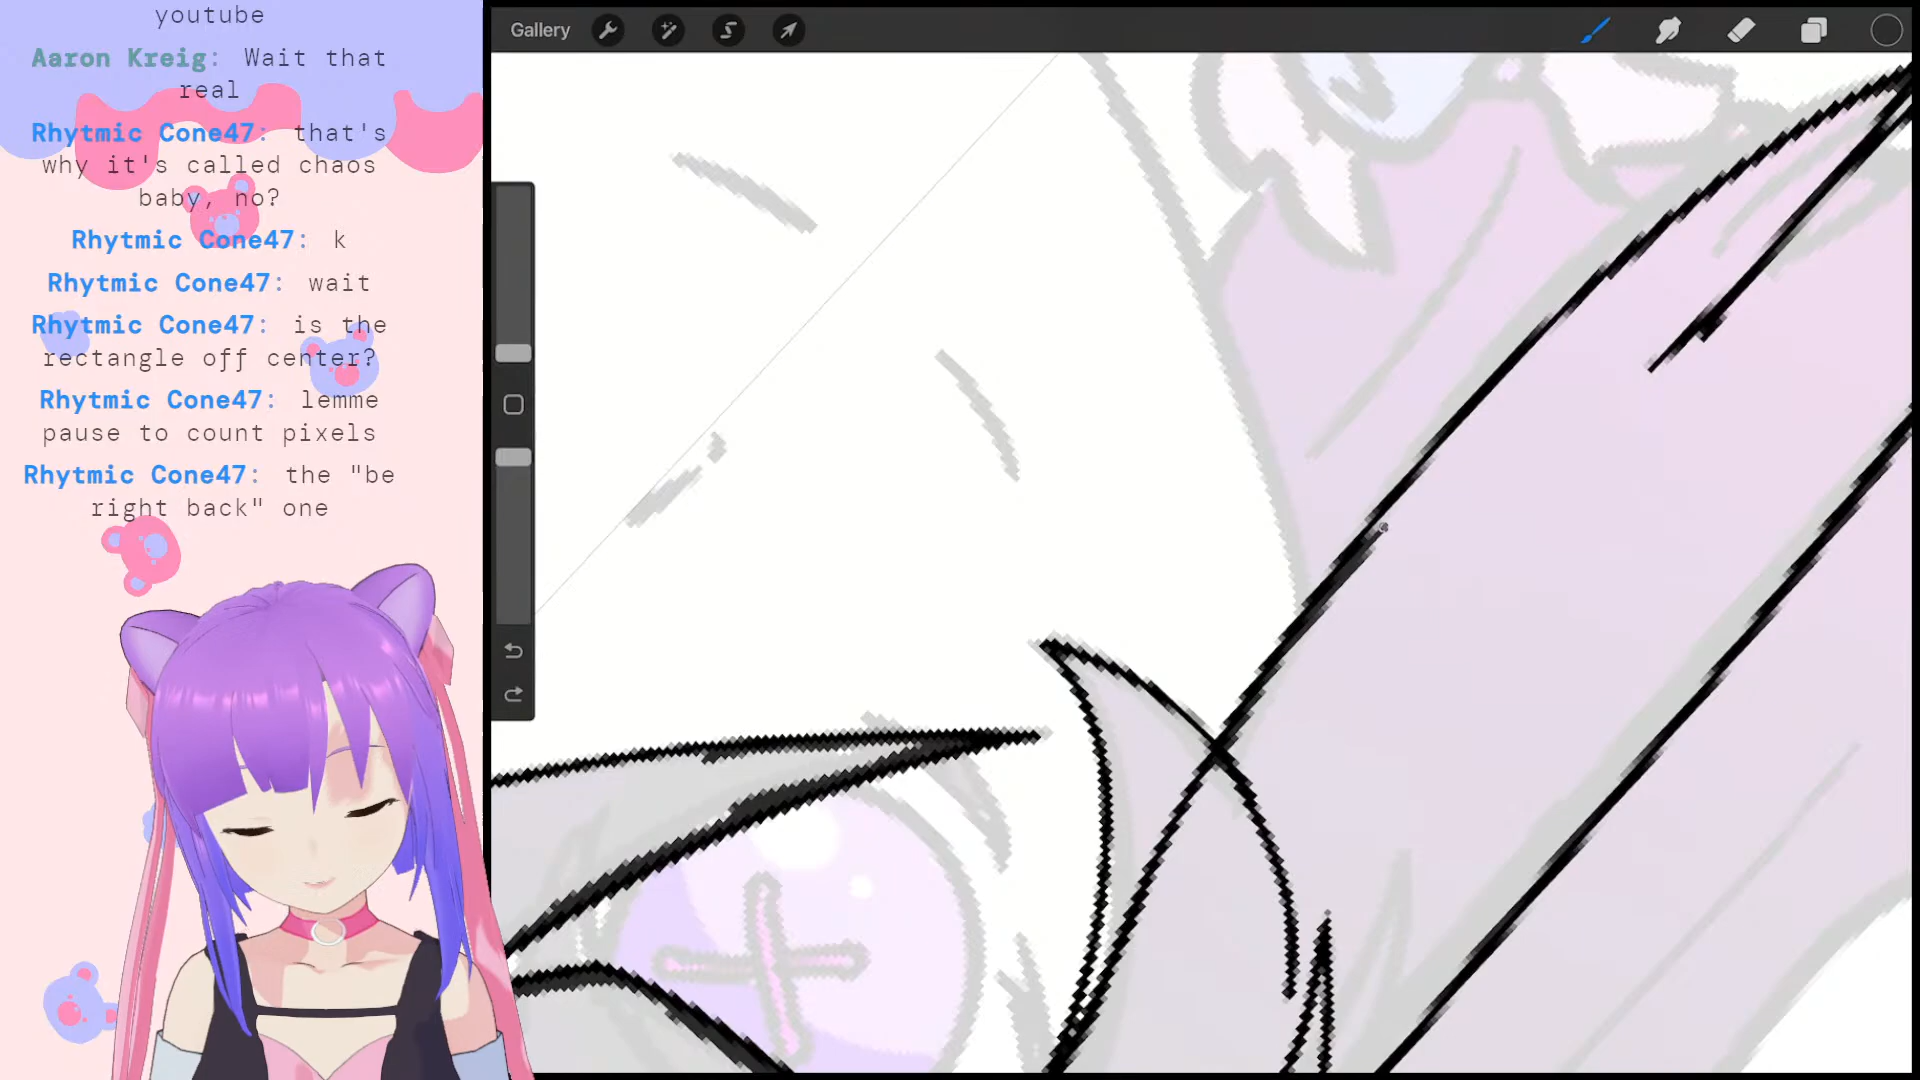 youtube
Aaron Kreig: Wait that
real
Rhytmic Cone47: that's
why it's called chaos
baby, no?
Rhytmic Cone47: k
Rhytmic Cone47: wait
Rhytmic Cone47: is the
rectangle off center?
Rhytmic Cone47: lemme
pause to count pixels
Rhytmic Cone47: the "be
right back" one
Gallery